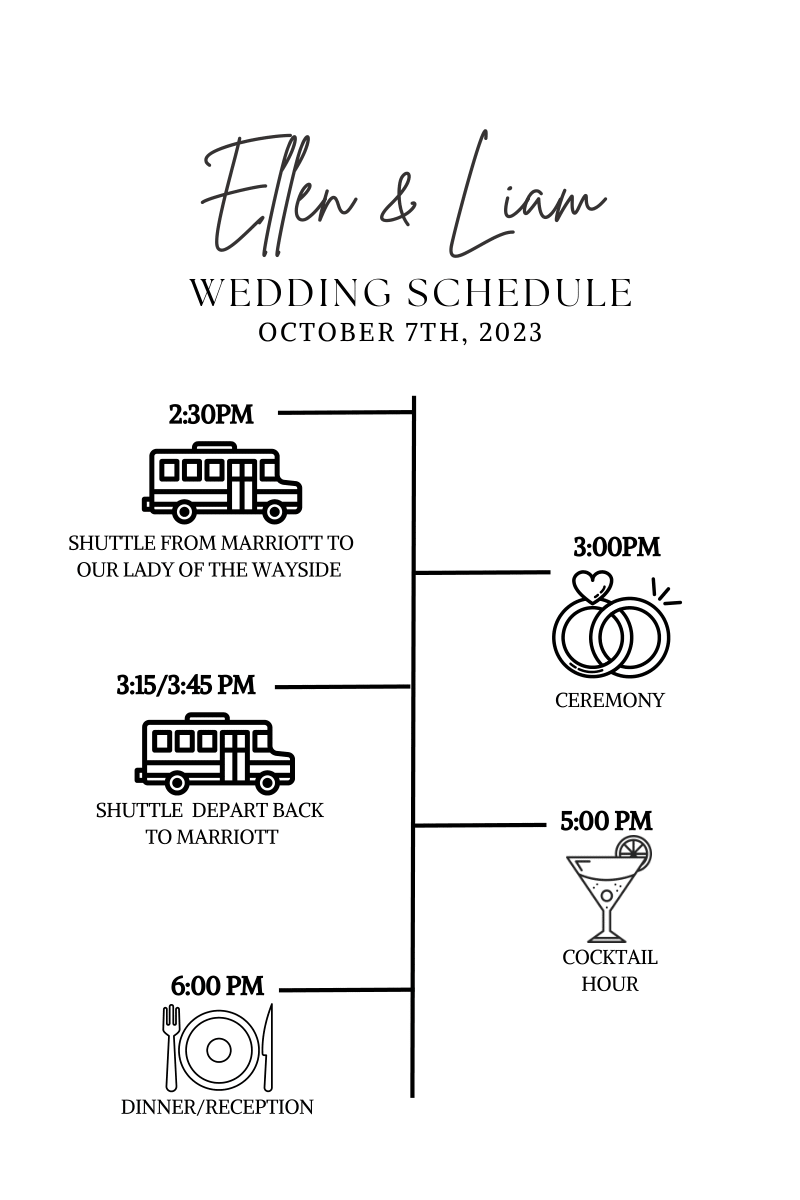 Ellen & Liam
WEDDING SCHEDULE
OCTOBER 7TH, 2023
2:30PM
SHUTTLE FROM MARRIOTT TO
OUR LADY OF THE WAYSIDE
3:00PM
CEREMONY
3:15/3:45 PM
SHUTTLE DEPART BACK
TO MARRIOTT
5:00 PM
COCKTAIL
HOUR
6:00 PM
DINNER/RECEPTION